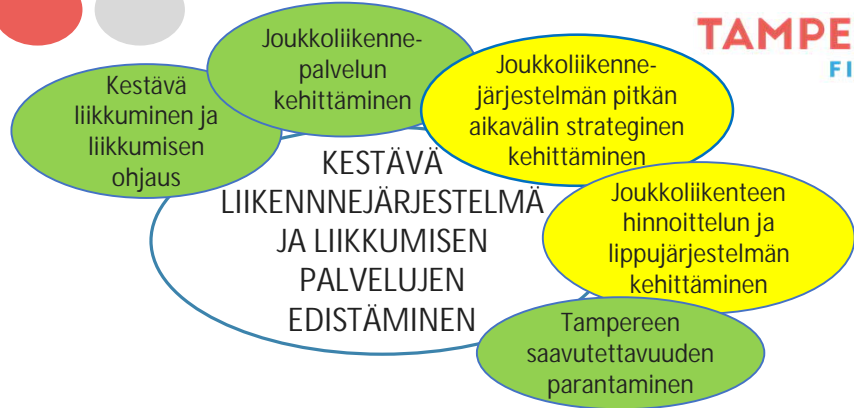 TAMPE
FI
Kestävä
liikkuminen ja
liikkumisen
ohjaus
Joukkoliikenne-
palvelun
kehittäminen
Joukkoliikenne-
järjestelmän pitkän
aikavälin strateginen
kehittäminen
Joukkoliikenteen
hinnoittelun ja
lippujärjestelmän
kehittäminen
Tampereen
saavutettavuuden
parantaminen
KESTÄVÄ
LIIKENNNEJÄRJESTELMÄ
JA LIIKKUMISEN
PALVELUJEN
EDISTÄMINEN